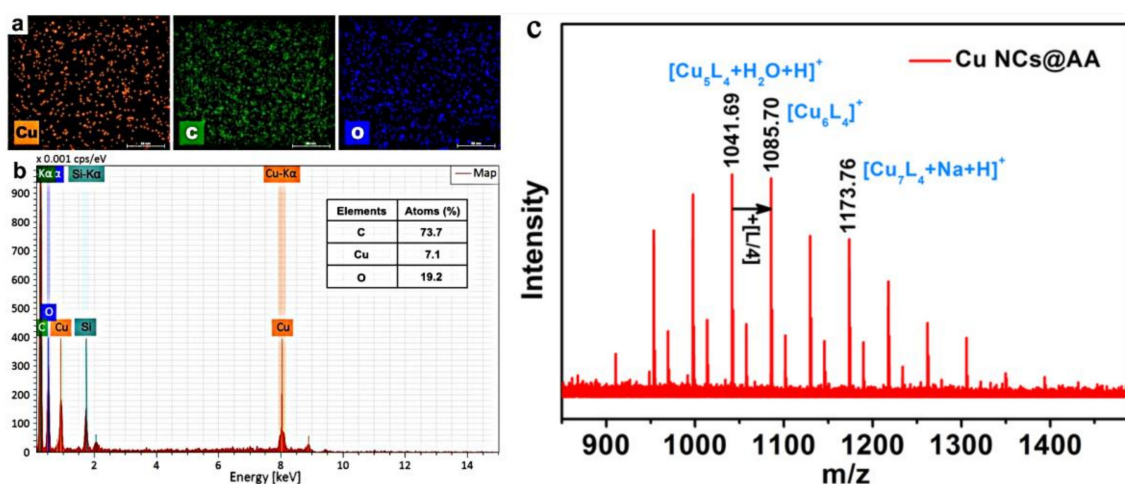 a
Cu
c
o
b
x 0.001 cps/eV
Kα
α
Si-Kα
Cu-Kα
Map
900
800
700
600
500
400
300
200
100
0
Elements Atoms (%)
C 73.7
Cu 7.1
O 19.2
O
C Cu Si Cu
2 4 6 8 10 12 14
Energy [keV]
c
Cu NCs@AA
[Cu5L4+H2O+H]+
1041.69
1085.70
[Cu6L4]+
+[L/4]
1173.76
[Cu7L4+Na+H]+
Intensity
900 1000 1100 1200 1300 1400
m/z